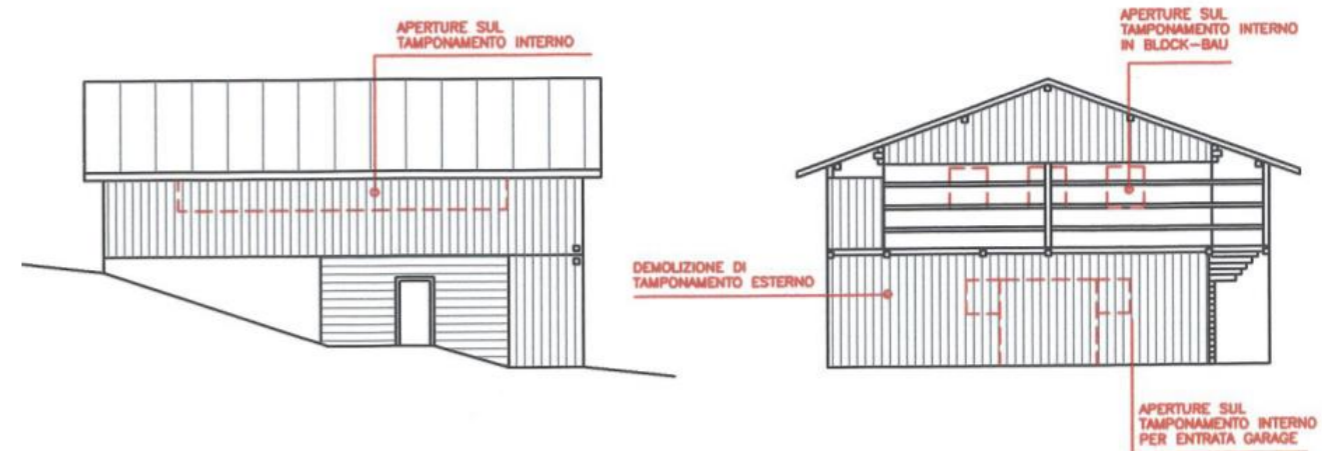 APERTURE SUL
TAMPONAMENTO INTERNO
APERTURE SUL
TAMPONAMENTO INTERNO
IN BLOCK-BAU
DEMOLIZIONE DI
TAMPONAMENTO ESTERNO
APERTURE SUL
TAMPONAMENTO INTERNO
PER ENTRATA GARAGE